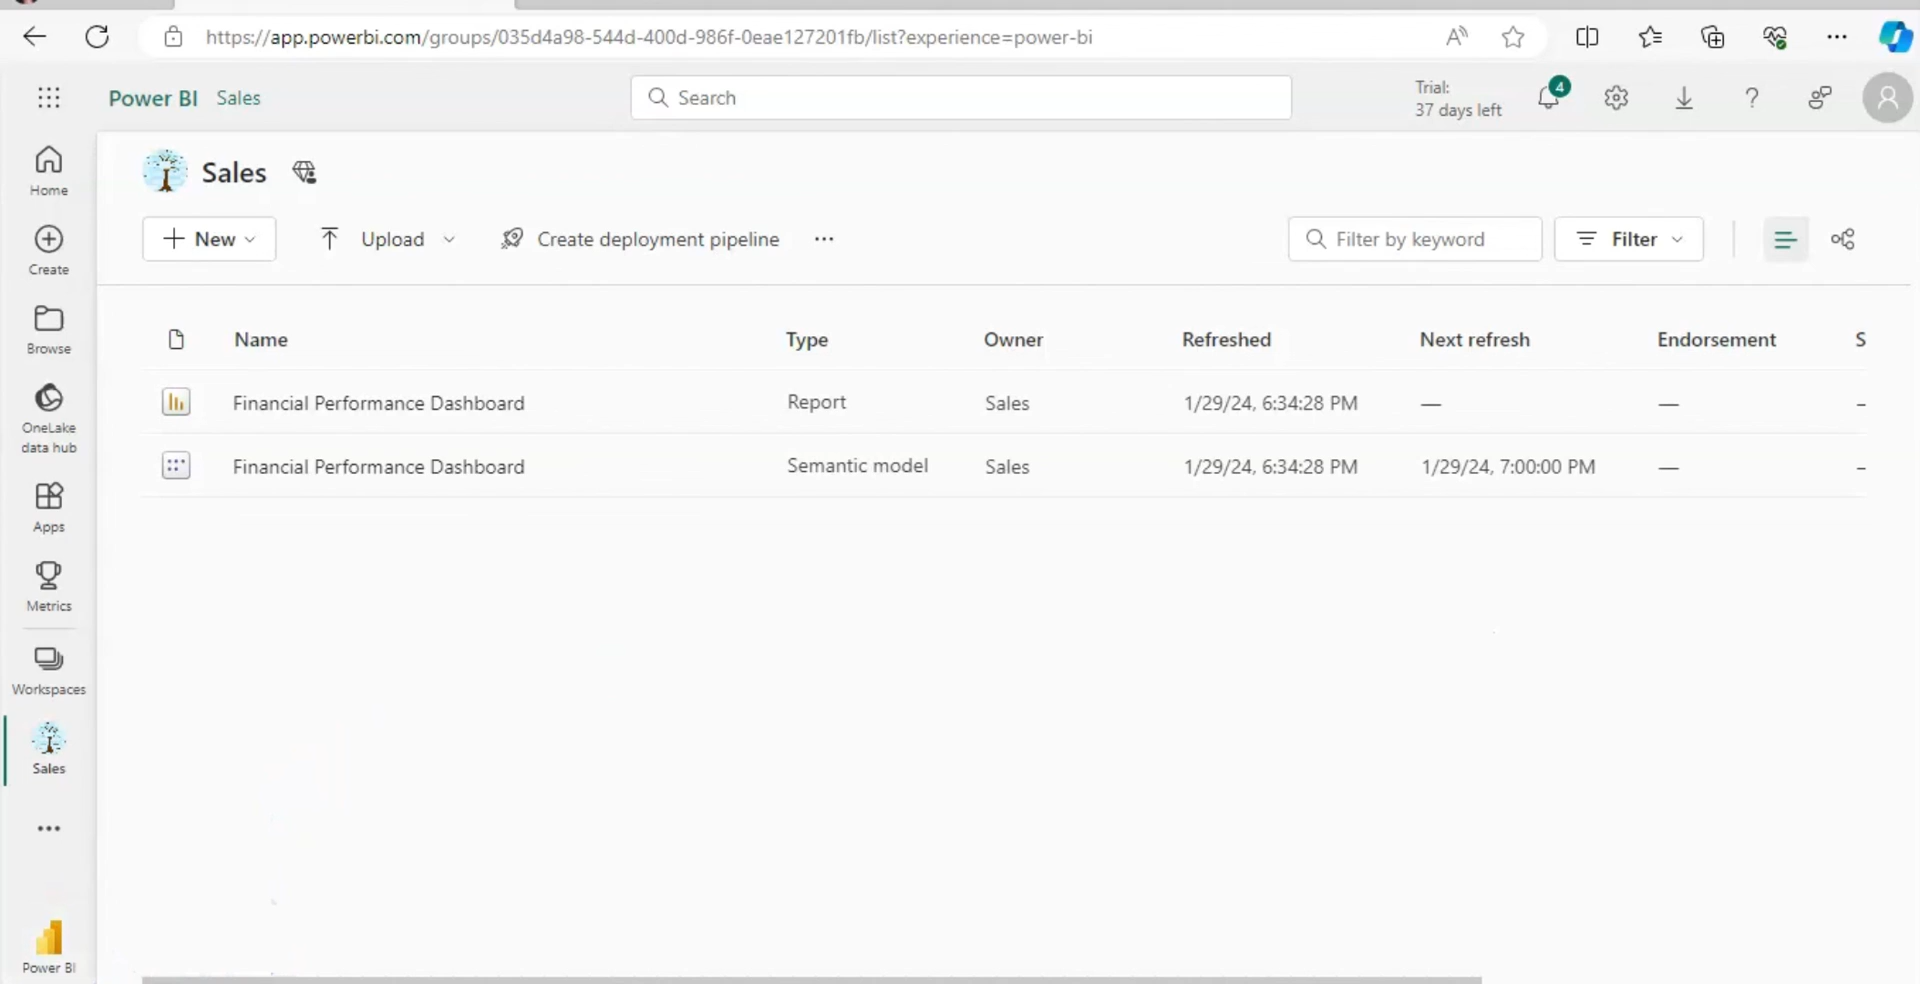 https://app.powerbi.com/groups/035d4a98-544d-400d-986f-0eae127201fb/list?experience=power-bi
Power BI Sales
Search
Trial:
37 days left
4
Home
Create
Browse
OneLake
data hub
Apps
Metrics
Workspaces
Sales
Power BI
Sales
New
Upload
Create deployment pipeline
Filter by keyword
Filter
Name Type Owner Refreshed Next refresh Endorsement S
Financial Performance Dashboard Report Sales 1/29/24, 6:34:28 PM — — –
Financial Performance Dashboard Semantic model Sales 1/29/24, 6:34:28 PM 1/29/24, 7:00:00 PM — –